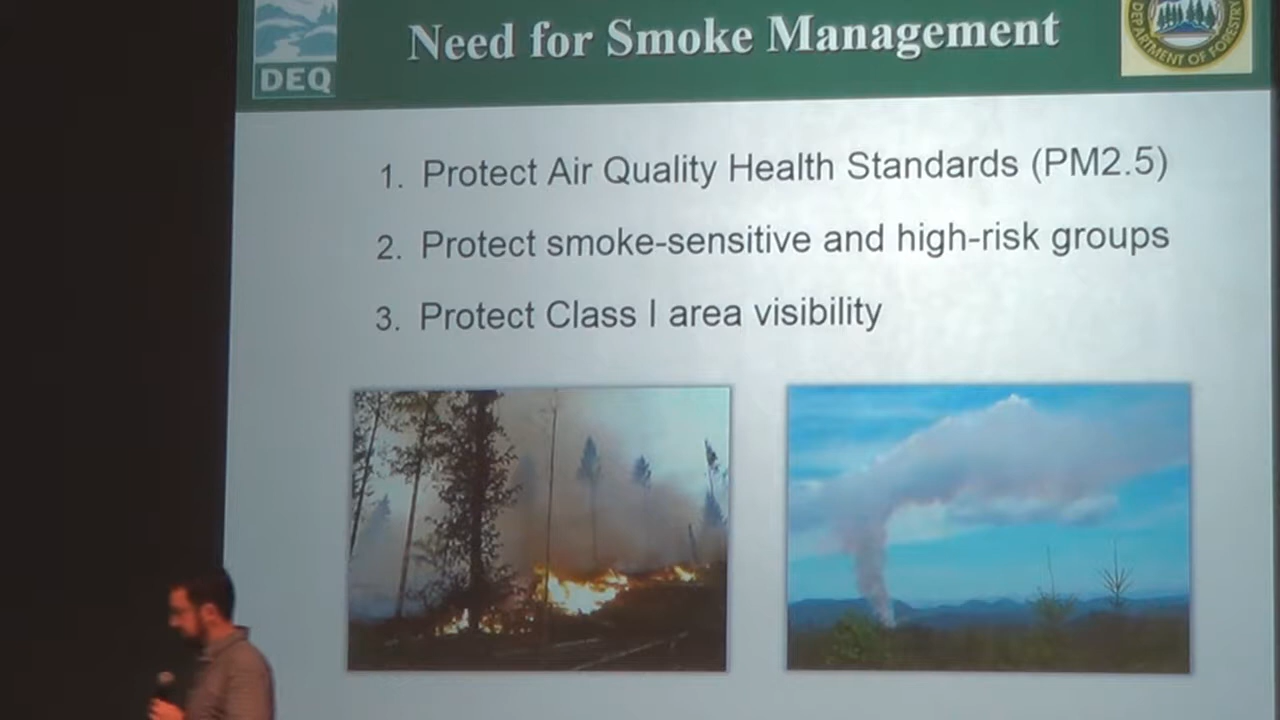 Need for Smoke Management
DEQ
DEPARTMENT OF FORESTRY
1. Protect Air Quality Health Standards (PM2.5)
2. Protect smoke-sensitive and high-risk groups
3. Protect Class I area visibility